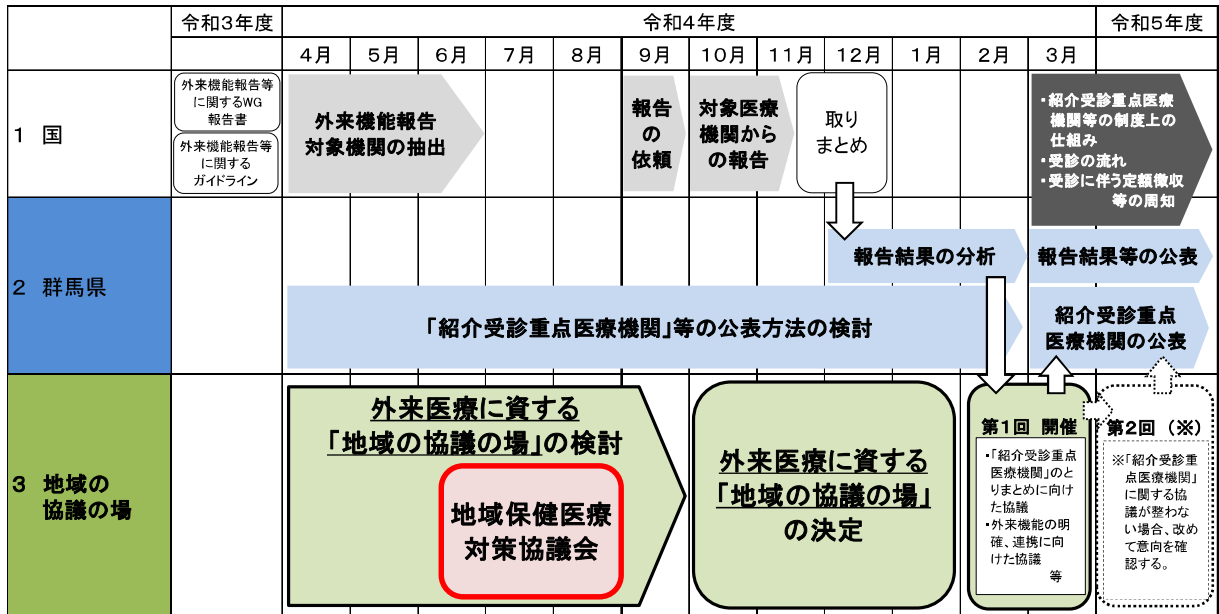 令和3年度
令和4年度
令和5年度
4月
5月
6月
7月
8月
9月
10月
11月
12月
1月
2月
3月
1 国
外来機能報告等
に関するWG
報告書
外来機能報告等
に関する
ガイドライン
外来機能報告
対象機関の抽出
報告
の
依頼
対象医療
機関から
の報告
取り
まとめ
・紹介受診重点医療
機関等の制度上の
仕組み
・受診の流れ
・受診に伴う定額徴収
等の周知
2 群馬県
報告結果の分析
報告結果等の公表
「紹介受診重点医療機関」等の公表方法の検討
紹介受診重点
医療機関の公表
3 地域の
協議の場
外来医療に資する
「地域の協議の場」の検討
地域保健医療
対策協議会
外来医療に資する
「地域の協議の場」
の決定
第1回 開催
・「紹介受診重点
医療機関」のと
りまとめに向け
た協議
・外来機能の明
確、連携に向
けた協議
等
第2回 (※)
※「紹介受診重
点医療機関」
に関する協
議が整わな
い場合、改め
て意向を確
認する。